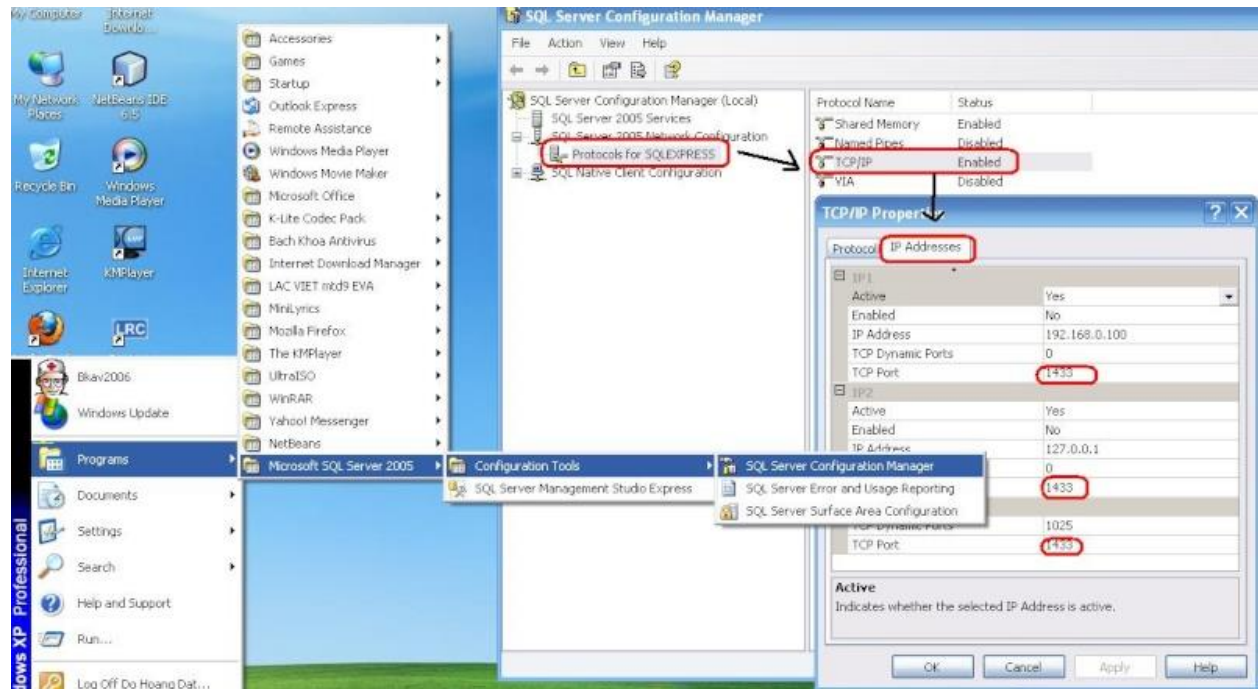 My Computer
Internet
Downlo...
My Network
Places
NetBeans IDE
6.5
Recycle Bin
Windows
Media Player
Internet
Explorer
KMPlayer
LRC
Accessories
Games
Startup
Outlook Express
Remote Assistance
Windows Media Player
Windows Movie Maker
Microsoft Office
K-Lite Codec Pack
Bach Khoa Antivirus
Internet Download Manager
LAC VIET mtd9 EVA
MiniLyrics
Mozilla Firefox
The KMPlayer
UltraISO
WinRAR
Yahoo! Messenger
NetBeans
Microsoft SQL Server 2005
Bkav2006
Windows Update
Programs
Documents
Settings
Search
Help and Support
Run...
Log Off Do Hoang Dat...
dows XP Professional
Configuration Tools
SQL Server Management Studio Express
SQL Server Configuration Manager
SQL Server Error and Usage Reporting
SQL Server Surface Area Configuration
SQL Server Configuration Manager
File Action View Help
SQL Server Configuration Manager (Local)
SQL Server 2005 Services
SQL Server 2005 Network Configuration
Protocols for SQLEXPRESS
SQL Native Client Configuration
Protocol Name Status
Shared Memory Enabled
Named Pipes Disabled
TCP/IP Enabled
VIA Disabled
TCP/IP Propert
Protocol IP Addresses
IP1
Active Yes
Enabled No
IP Address 192.168.0.100
TCP Dynamic Ports 0
TCP Port 1433
IP2
Active Yes
Enabled No
IP Address 127.0.0.1
0
1433
TCP Dynamic Ports 1025
TCP Port 1433
Active
Indicates whether the selected IP Address is active.
OK Cancel Apply Help